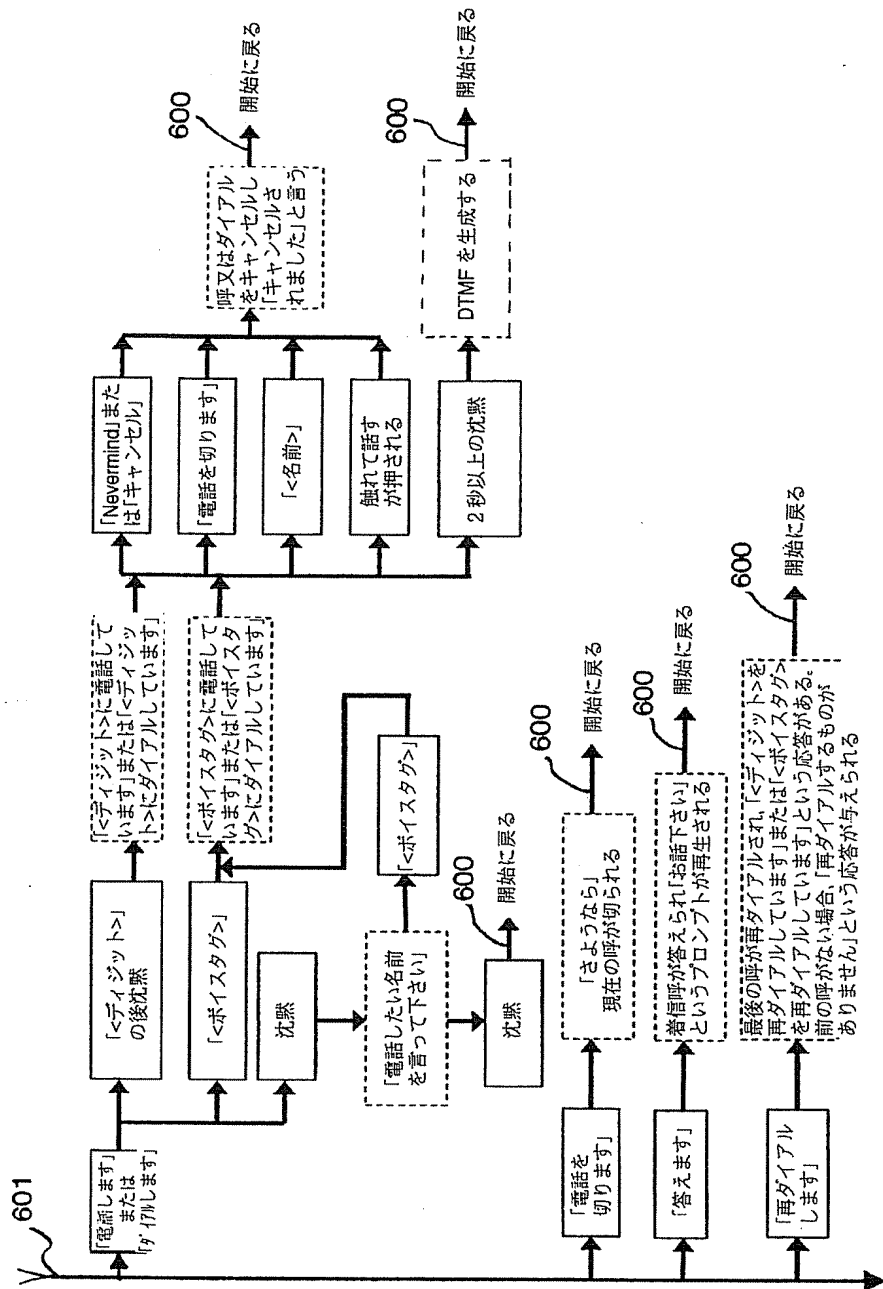 601
「電話します」
または
「ダイアルします」
「<ディジット>」
の後沈黙
「<ディジット>に電話して
います」または「<ディジッ
ト>にダイアルしています」
「<ボイスタグ>」
「<ボイスタグ>に電話して
います」または「<ボイスタ
グ>にダイアルしています」
沈黙
「電話したい名前
を言って下さい」
「<ボイスタグ>」
沈黙
600
開始に戻る
「Nevermind」また
は「キャンセル」
「電話を切ります」
「<名前>」
触れて話す
が押される
2秒以上の沈黙
呼又はダイアル
をキャンセルし
「キャンセルさ
れました」と言う
600
開始に戻る
DTMF を生成する
600
開始に戻る
「電話を
切ります」
「さようなら」
現在の呼が切られる
600
開始に戻る
「答えます」
着信呼が答えられ「お話下さい」
というプロンプトが再生される
600
開始に戻る
「再ダイアル
します」
最後の呼が再ダイアルされ、「<ディジット>を
再ダイアルしています」または「<ボイスタグ>
を再ダイアルしています」という応答がある。
前の呼がない場合、「再ダイアルするものが
ありません」という応答が与えられる
600
開始に戻る